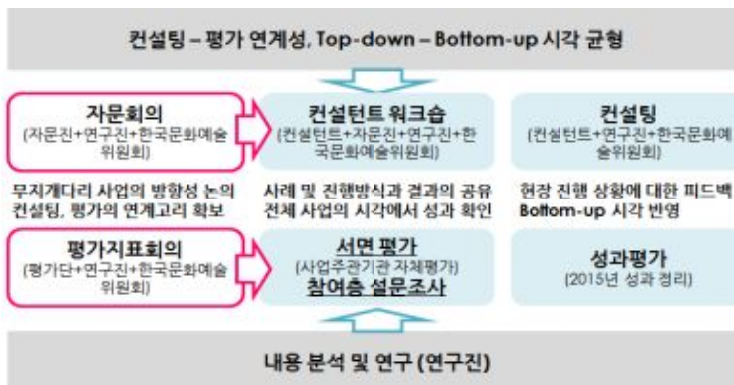 컨설팅 – 평가 연계성, Top-down – Bottom-up 시각 균형
자문회의
(자문진+연구진+한국문화예술
위원회)
컨설턴트 워크숍
(컨설턴트+자문진+연구진+한
국문화예술위원회)
컨설팅
(컨설턴트+연구진+한국문화예
술위원회)
무지개다리 사업의 방향성 논의
컨설팅, 평가의 연계고리 확보
사례 및 진행방식과 결과의 공유
전체 사업의 시각에서 성과 확인
현장 진행 상황에 대한 피드백
Bottom-up 시각 반영
평가지표회의
(평가단+연구진+한국문화예술
위원회)
서면 평가
(사업주관기관 자체평가)
참여층 설문조사
성과평가
(2015년 성과 정리)
내용 분석 및 연구 (연구진)